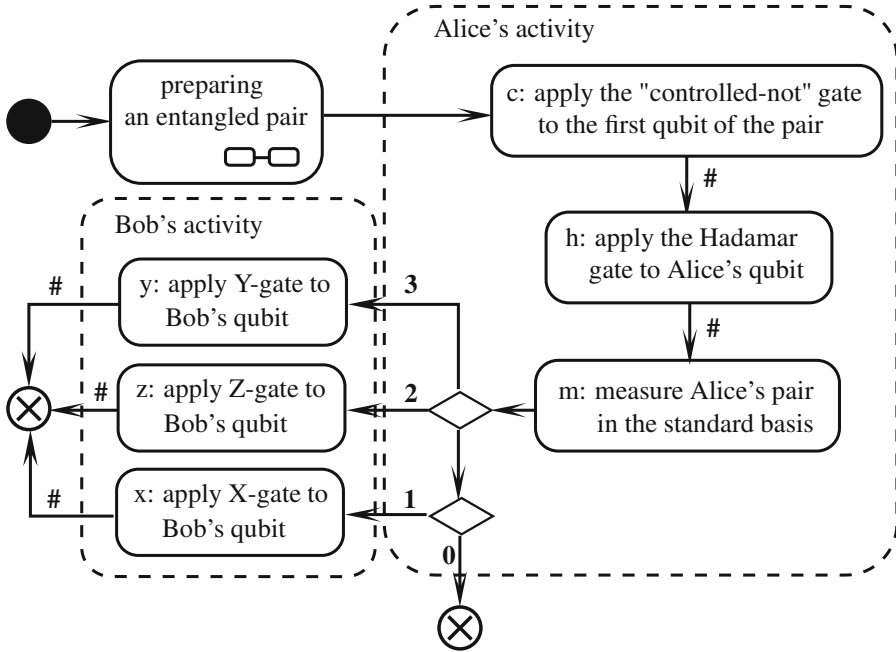 Alice's activity
preparing
an entangled pair
c: apply the "controlled-not" gate
to the first qubit of the pair
#
Bob's activity
h: apply the Hadamar
gate to Alice's qubit
#
y: apply Y-gate to
Bob's qubit
3
#
m: measure Alice's pair
in the standard basis
z: apply Z-gate to
Bob's qubit
2
#
x: apply X-gate to
Bob's qubit
1
#
0